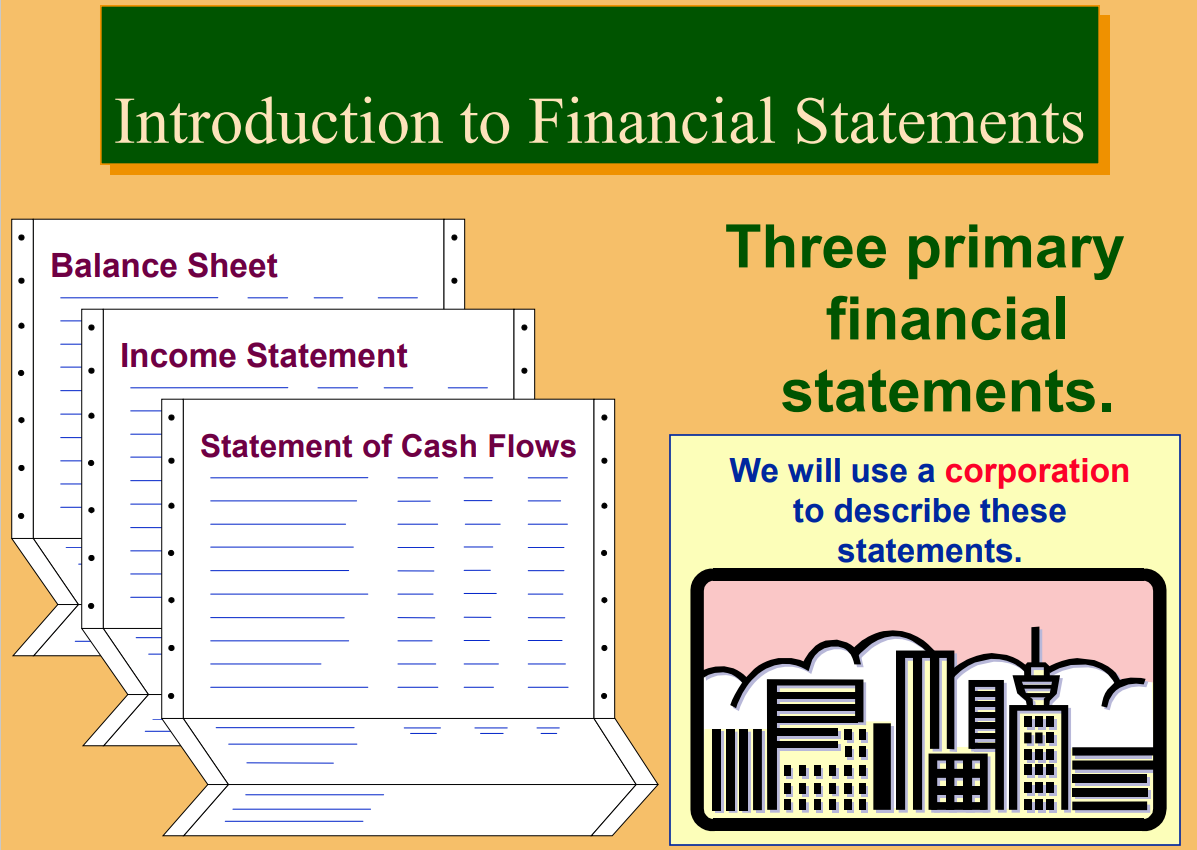 Introduction to Financial Statements
Balance Sheet
Income Statement
Statement of Cash Flows
Three primary
financial
statements.
We will use a corporation
to describe these
statements.